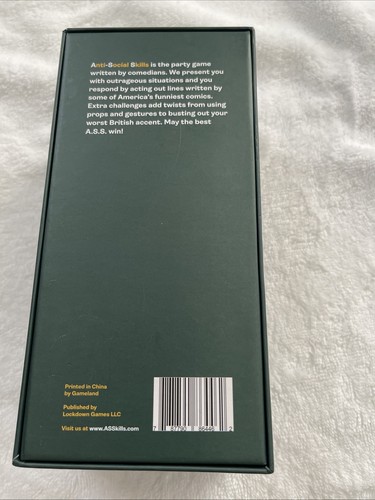 Anti-Social Skills is the party game
written by comedians. We present you
with outrageous situations and you
respond by acting out lines written by
some of America's funniest comics.
Extra challenges add twists from using
props and gestures to busting out your
worst British accent. May the best
A.S.S. win!
Printed in China
by Gameland
Published by
Lockdown Games LLC
Visit us at www.ASSkills.com